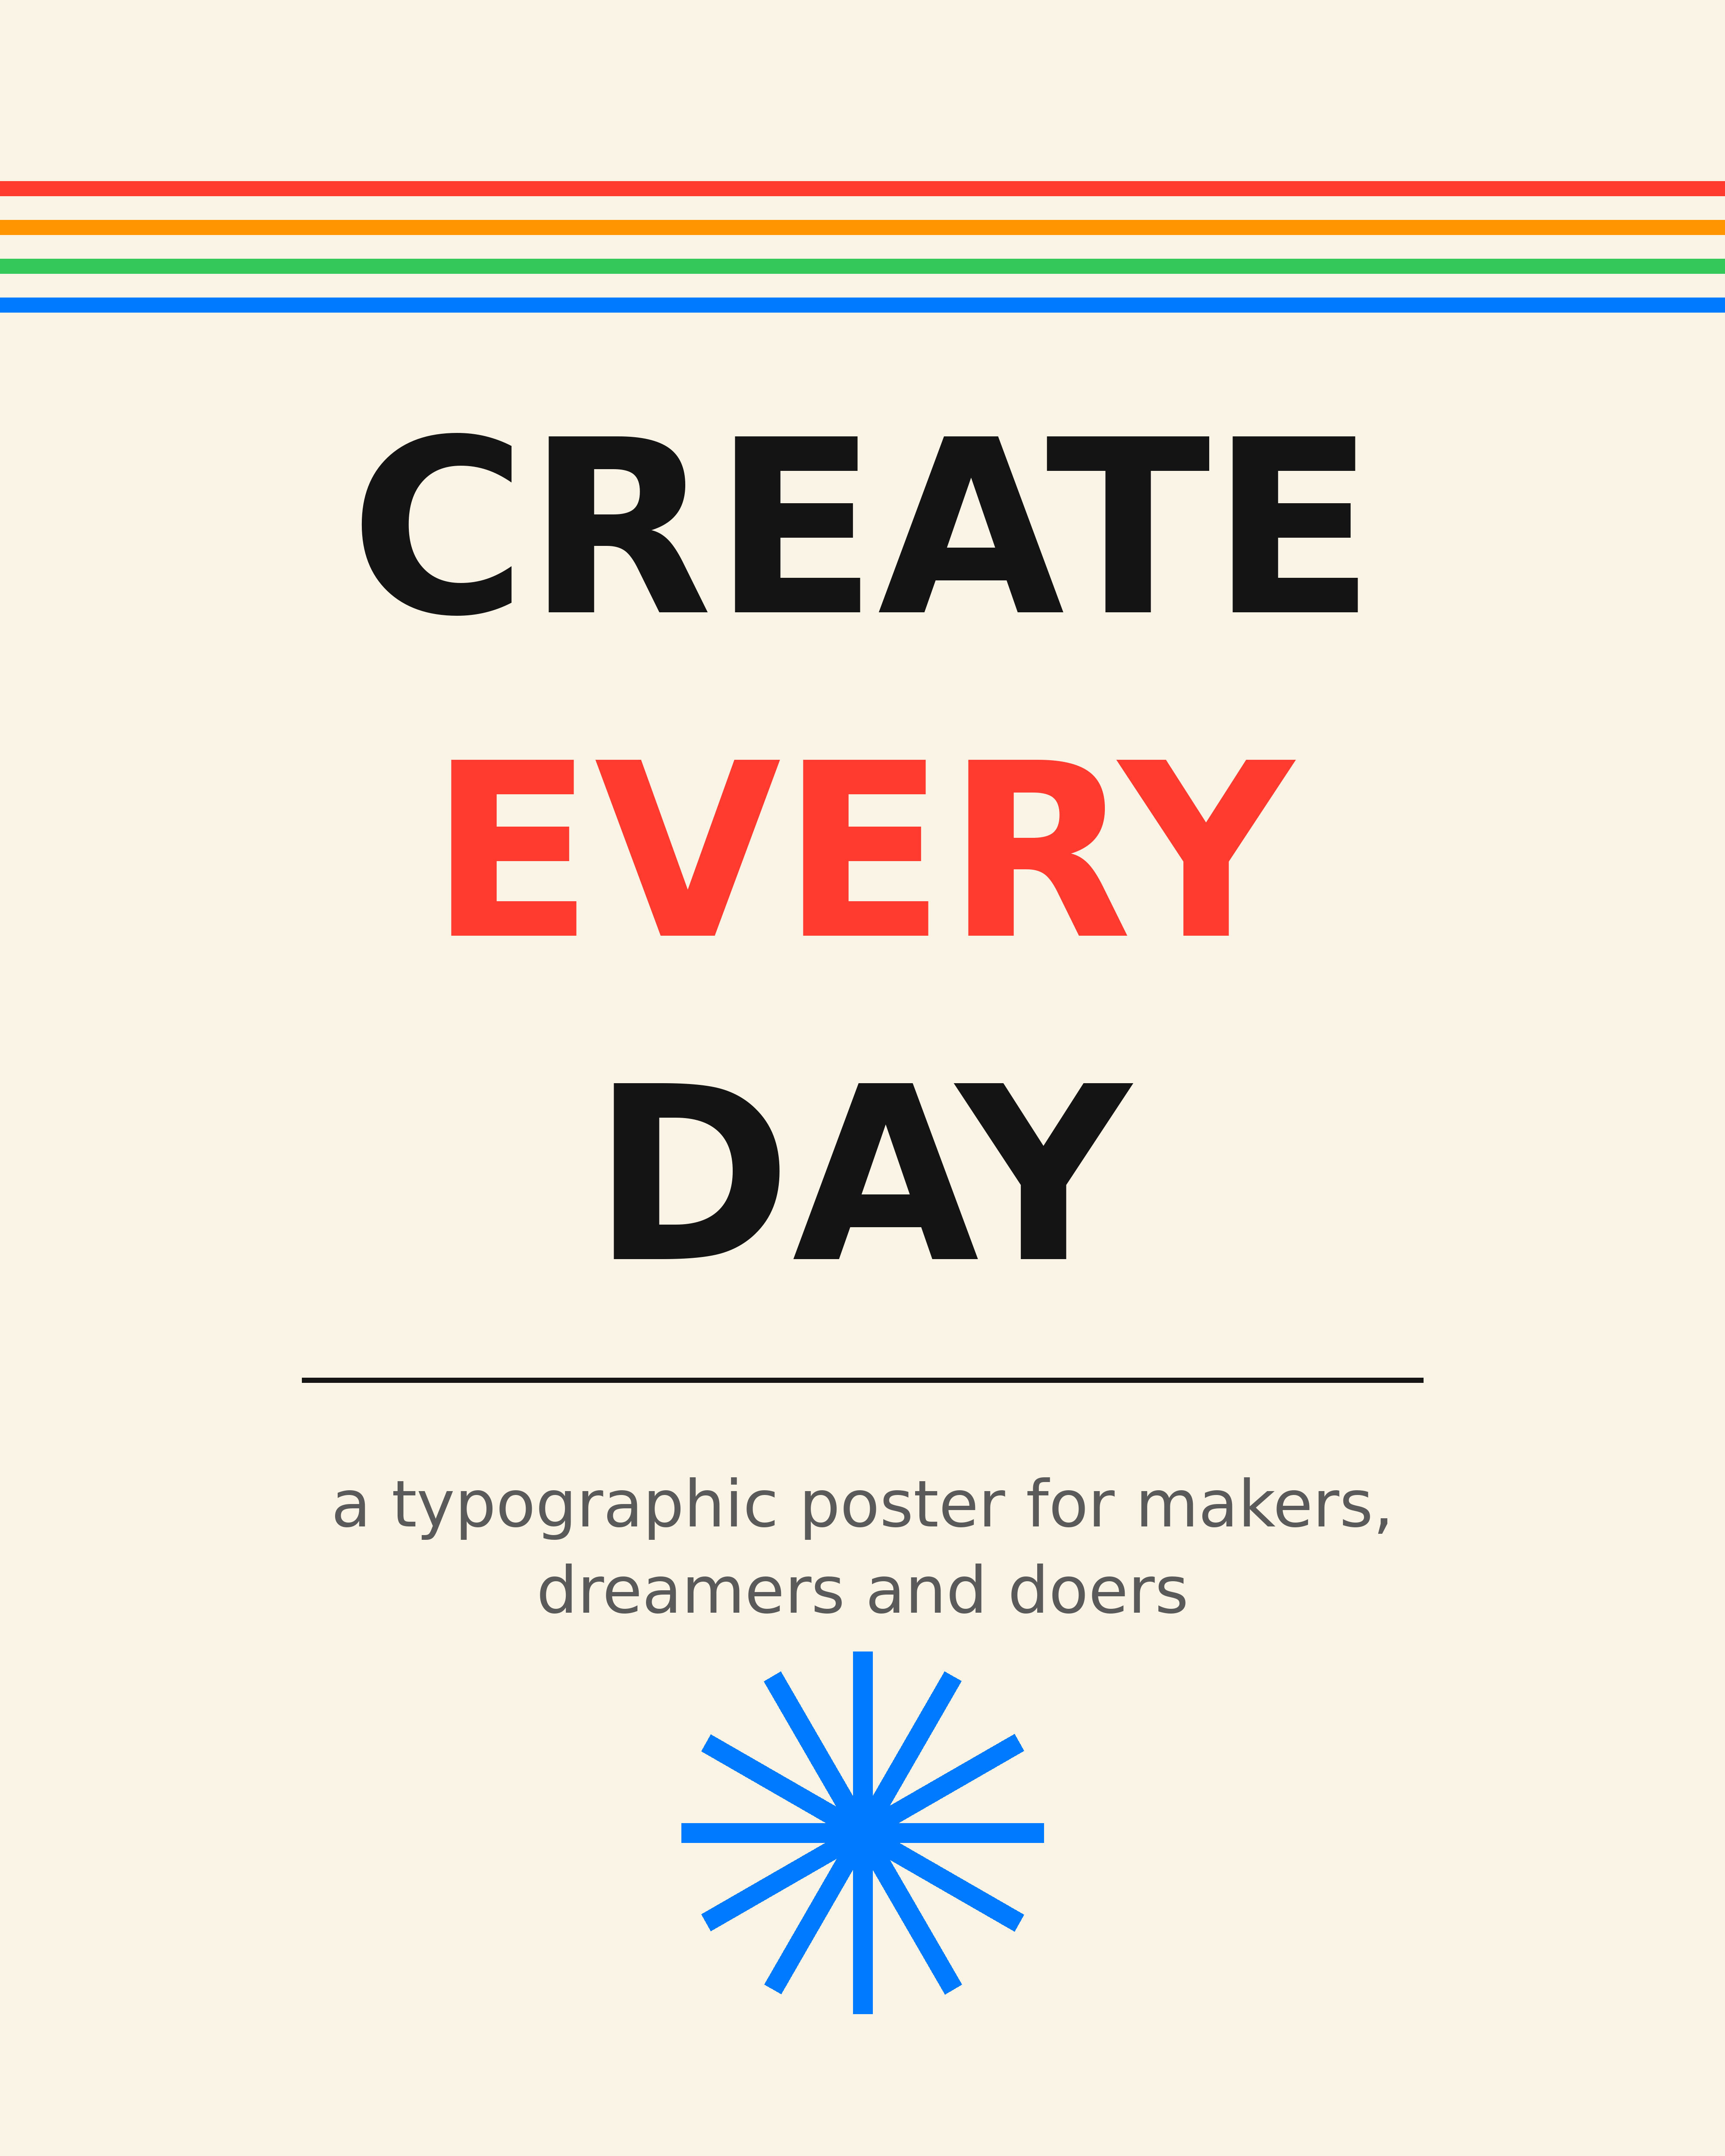 CREATE
EVERY
DAY
a typographic poster for makers,
dreamers and doers